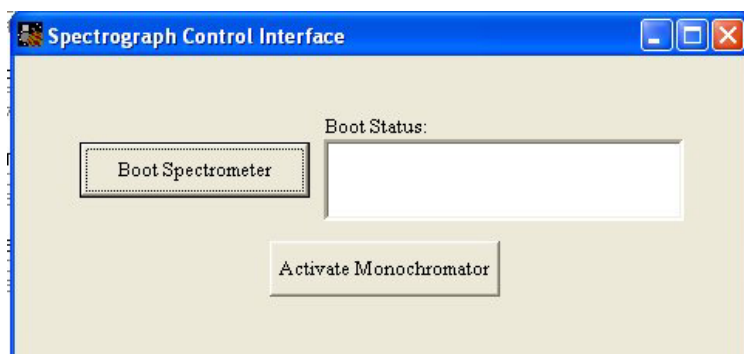 Spectrograph Control Interface
Boot Status:
Boot Spectrometer
Activate Monochromator